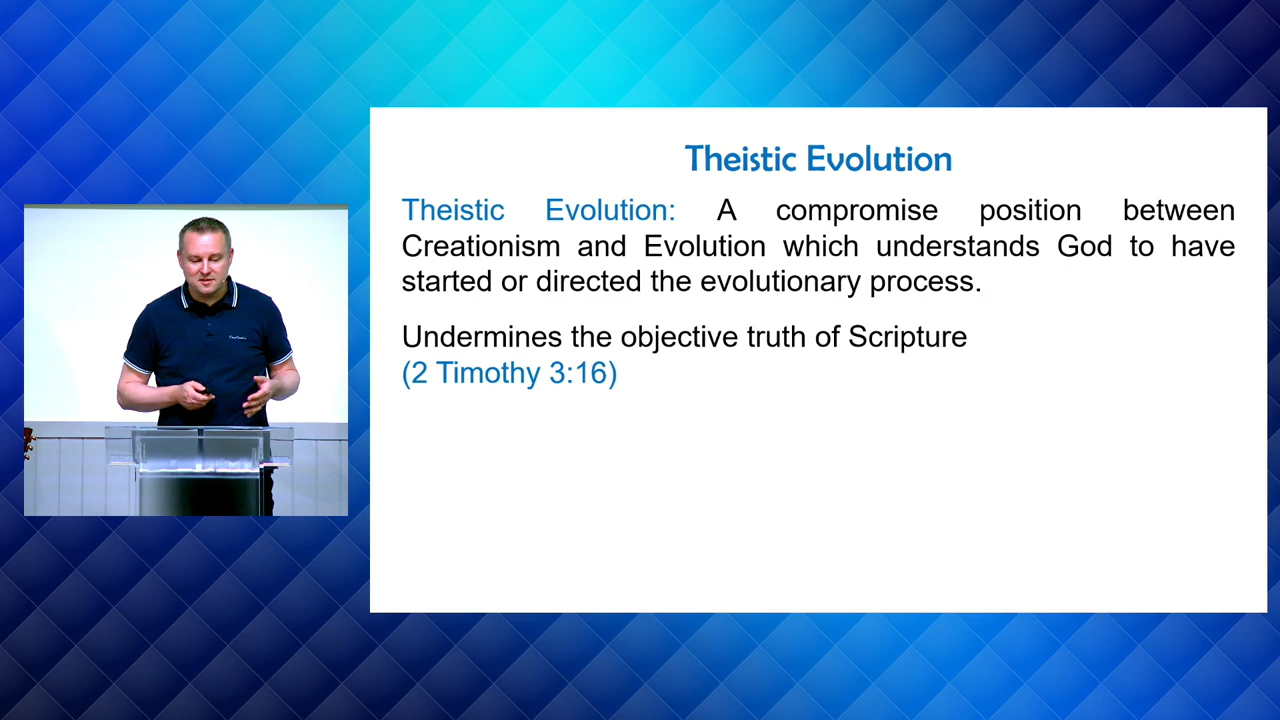 Theistic Evolution
Theistic Evolution: A compromise position between
Creationism and Evolution which understands God to have
started or directed the evolutionary process.
Undermines the objective truth of Scripture
(2 Timothy 3:16)